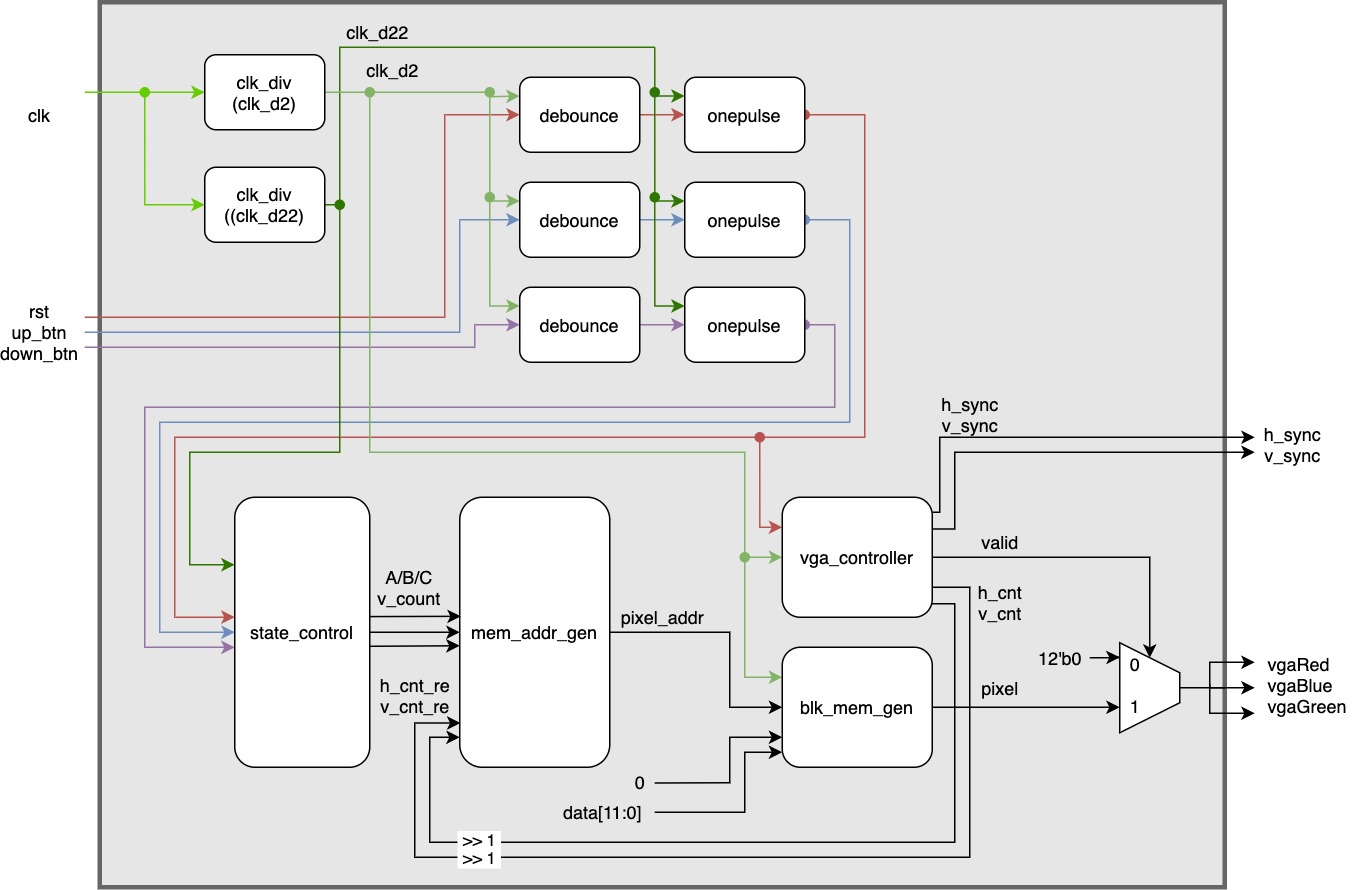 clk_d22
clk_d2
clk_div
(clk_d2)
debounce
onepulse
clk
clk_div
((clk_d22)
debounce
onepulse
rst
up_btn
down_btn
debounce
onepulse
h_sync
v_sync
h_sync
v_sync
valid
vga_controller
A/B/C
v_count
h_cnt
v_cnt
state_control
mem_addr_gen
pixel_addr
12'b0
0
1
h_cnt_re
v_cnt_re
pixel
blk_mem_gen
vgaRed
vgaBlue
vgaGreen
0
data[11:0]
>> 1
>> 1